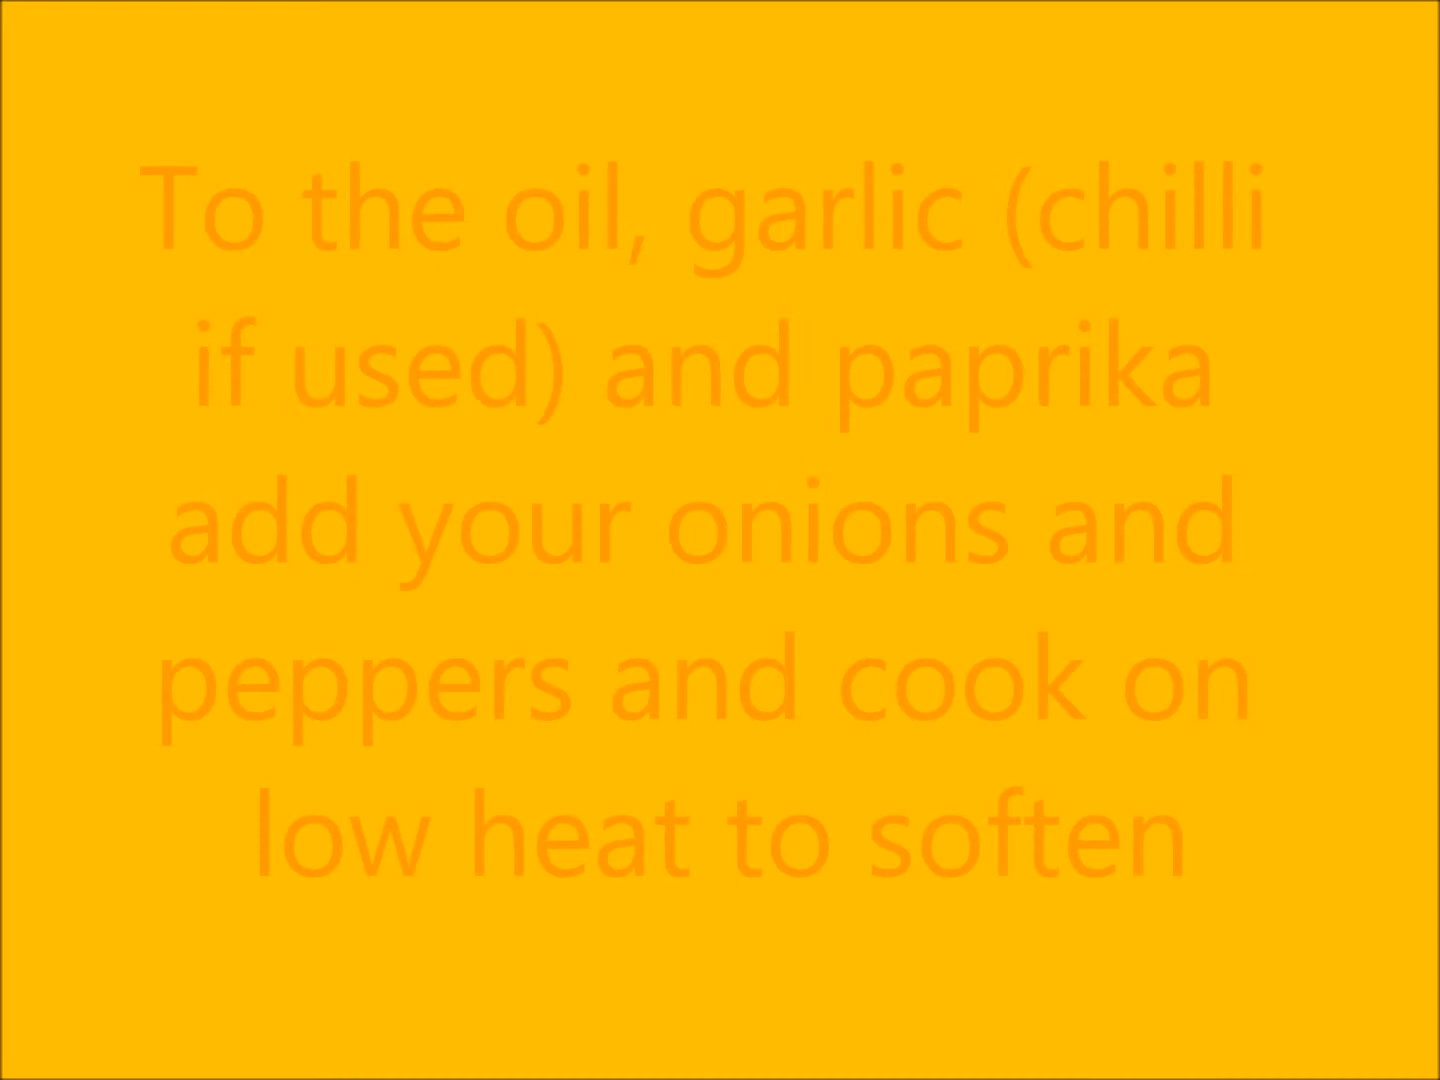 To the oil, garlic (chilli
if used) and paprika
add your onions and
peppers and cook on
low heat to soften